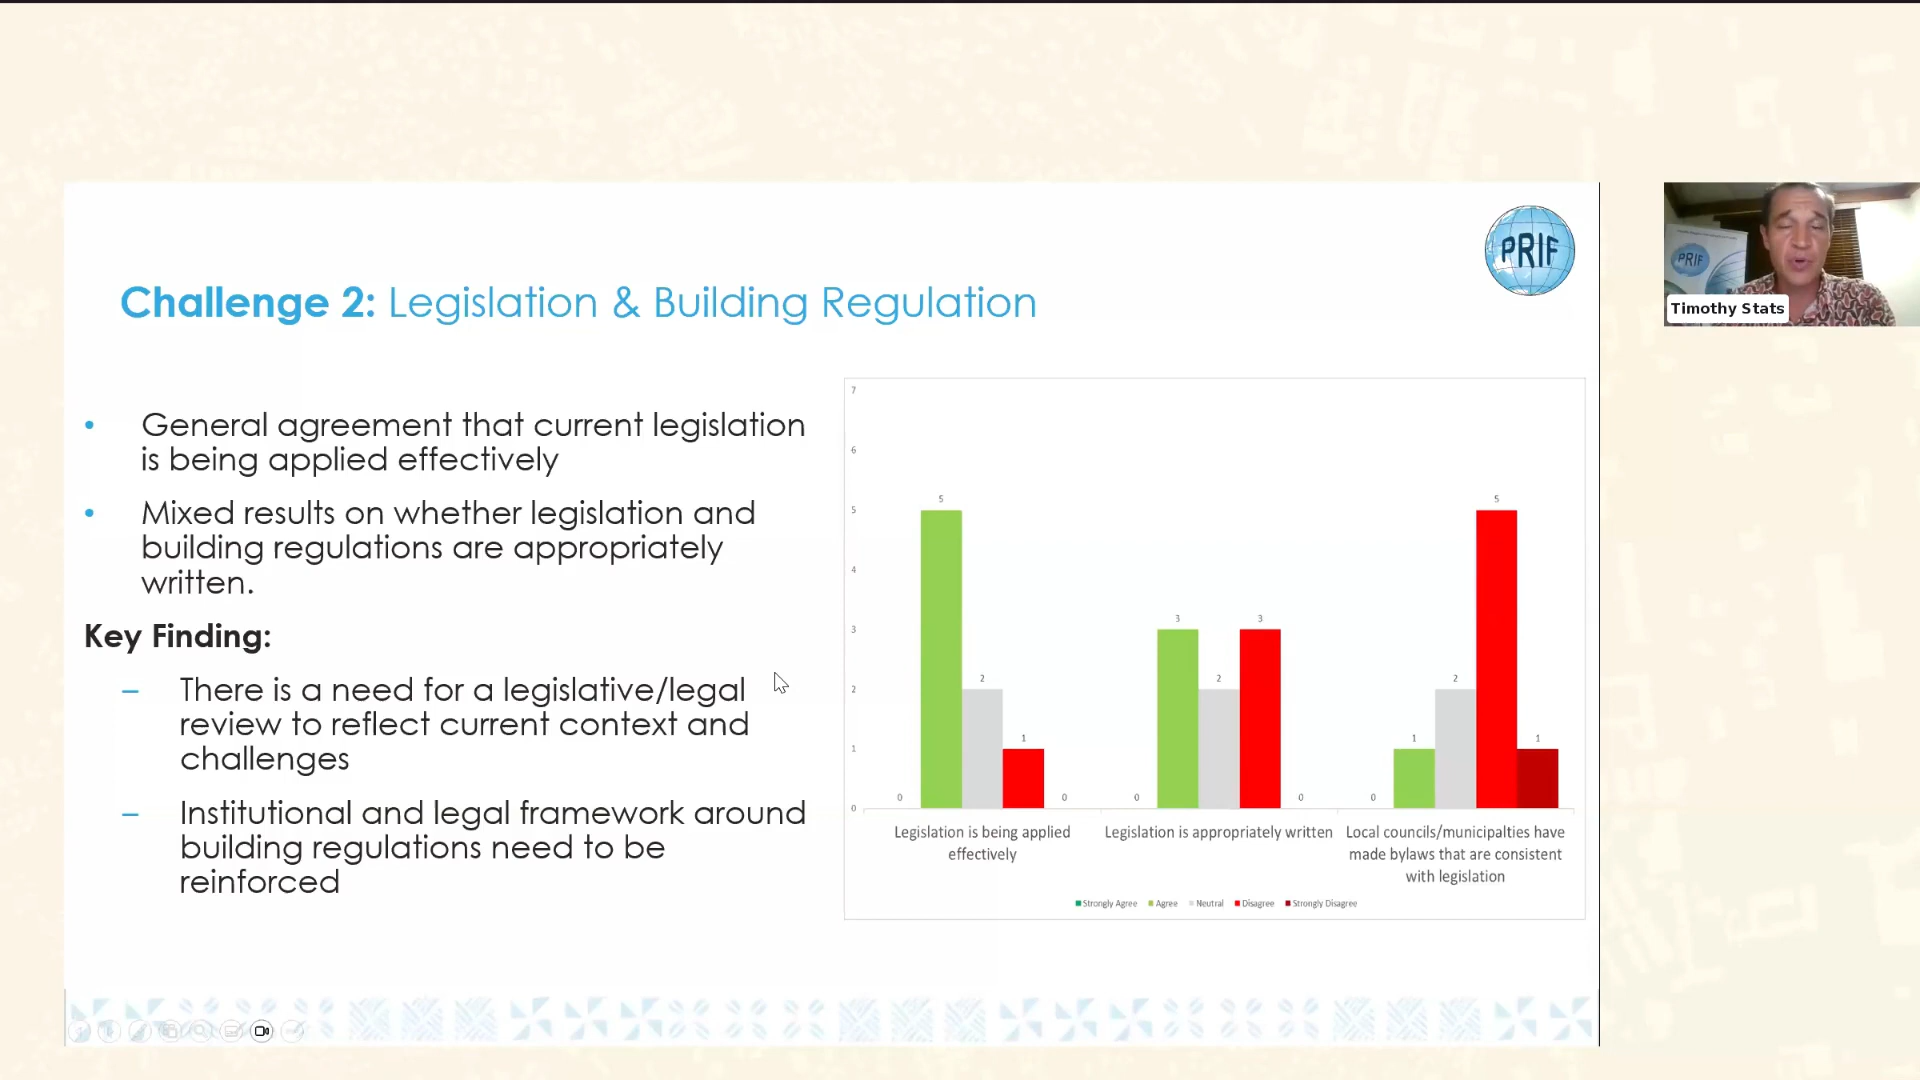 PRIF
PRIF
Timothy Stats
Challenge 2: Legislation & Building Regulation
• General agreement that current legislation
is being applied effectively
• Mixed results on whether legislation and
building regulations are appropriately
written.
Key Finding:
– There is a need for a legislative/legal
review to reflect current context and
challenges
– Institutional and legal framework around
building regulations need to be
reinforced
7
6
5
4
3
2
1
0
0 5 2 1 0
0 3 2 3 0
0 1 2 5 1
Legislation is being applied
effectively
Legislation is appropriately written
Local councils/municipalties have
made bylaws that are consistent
with legislation
Strongly Agree Agree Neutral Disagree Strongly Disagree